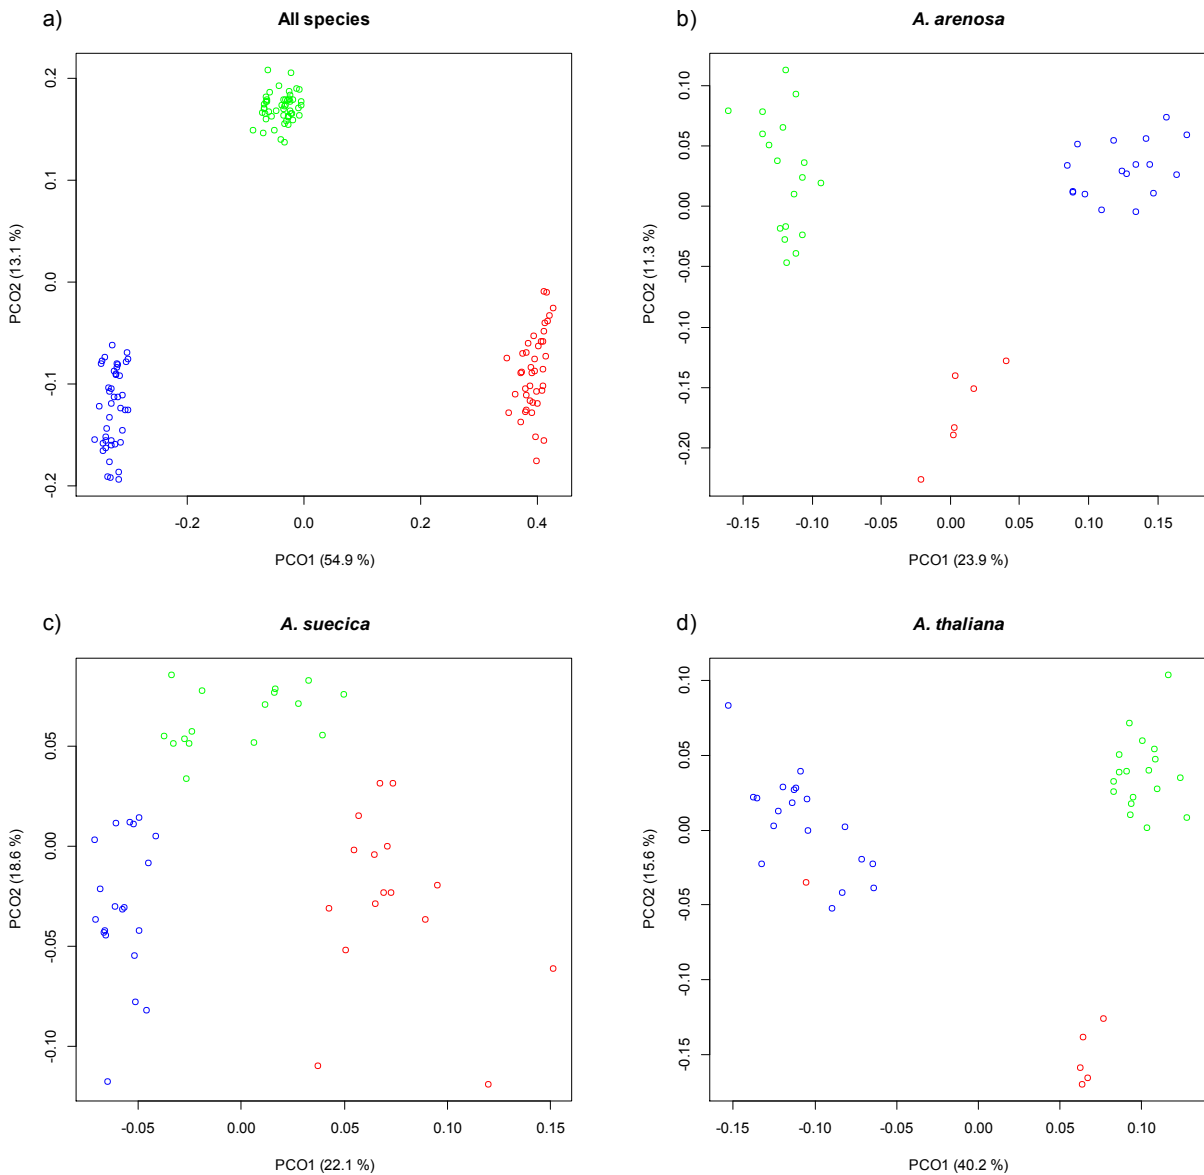 a) All species
0.2
0.1
0.0
-0.1
-0.2
PCO2 (13.1 %)
-0.2 0.0 0.2 0.4
PCO1 (54.9 %)
b) A. arenosa
0.10
0.05
0.00
-0.05
-0.10
-0.15
-0.20
PCO2 (11.3 %)
-0.15 -0.10 -0.05 0.00 0.05 0.10 0.15
PCO1 (23.9 %)
c) A. suecica
0.05
0.00
-0.05
-0.10
PCO2 (18.6 %)
-0.05 0.00 0.05 0.10 0.15
PCO1 (22.1 %)
d) A. thaliana
0.10
0.05
0.00
-0.05
-0.10
-0.15
PCO2 (15.6 %)
-0.15 -0.10 -0.05 0.00 0.05 0.10
PCO1 (40.2 %)